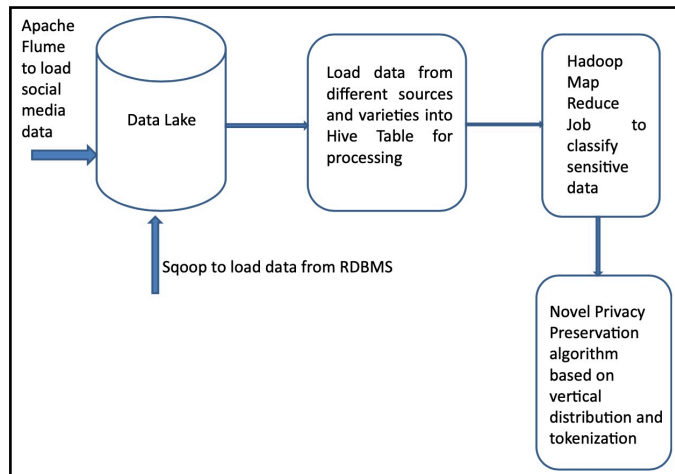 Apache
Flume
to load
social
media
data
Data Lake
Sqoop to load data from RDBMS
Load data from
different sources
and varieties into
Hive Table for
processing
Hadoop
Map
Reduce
Job to
classify
sensitive
data
Novel Privacy
Preservation
algorithm
based on
vertical
distribution and
tokenization